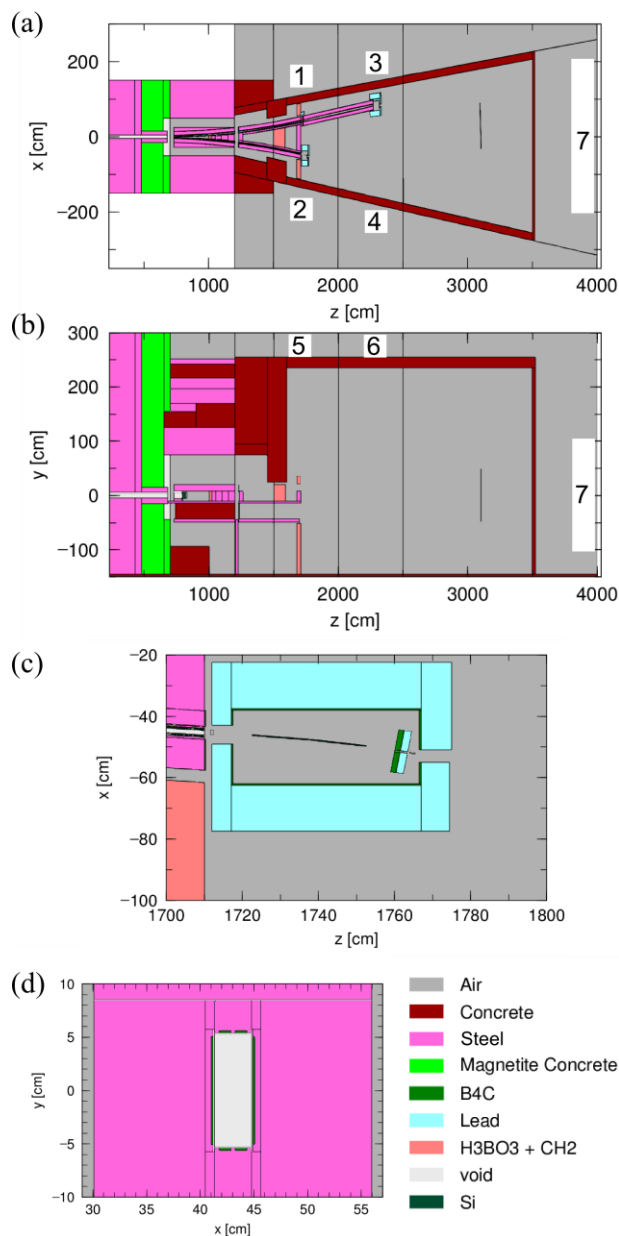 (a)
200
100
0
−100
−200
x [cm]
1
3
2
4
7
1000
2000
3000
4000
z [cm]
(b)
300
200
100
0
−100
y [cm]
5
6
7
1000
2000
3000
4000
z [cm]
(c)
−20
−40
−60
−80
−100
x [cm]
1700
1720
1740
1760
1780
1800
z [cm]
(d)
10
5
0
−5
−10
y [cm]
30
35
40
45
50
55
x [cm]
Air
Concrete
Steel
Magnetite Concrete
B4C
Lead
H3BO3 + CH2
void
Si